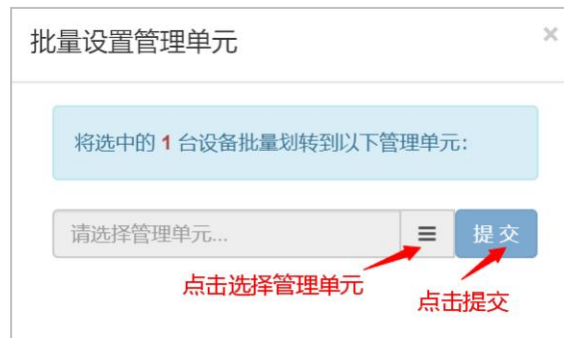 批量设置管理单元
×
将选中的 1 台设备批量划转到以下管理单元：
请选择管理单元... 提 交
点击选择管理单元
点击提交